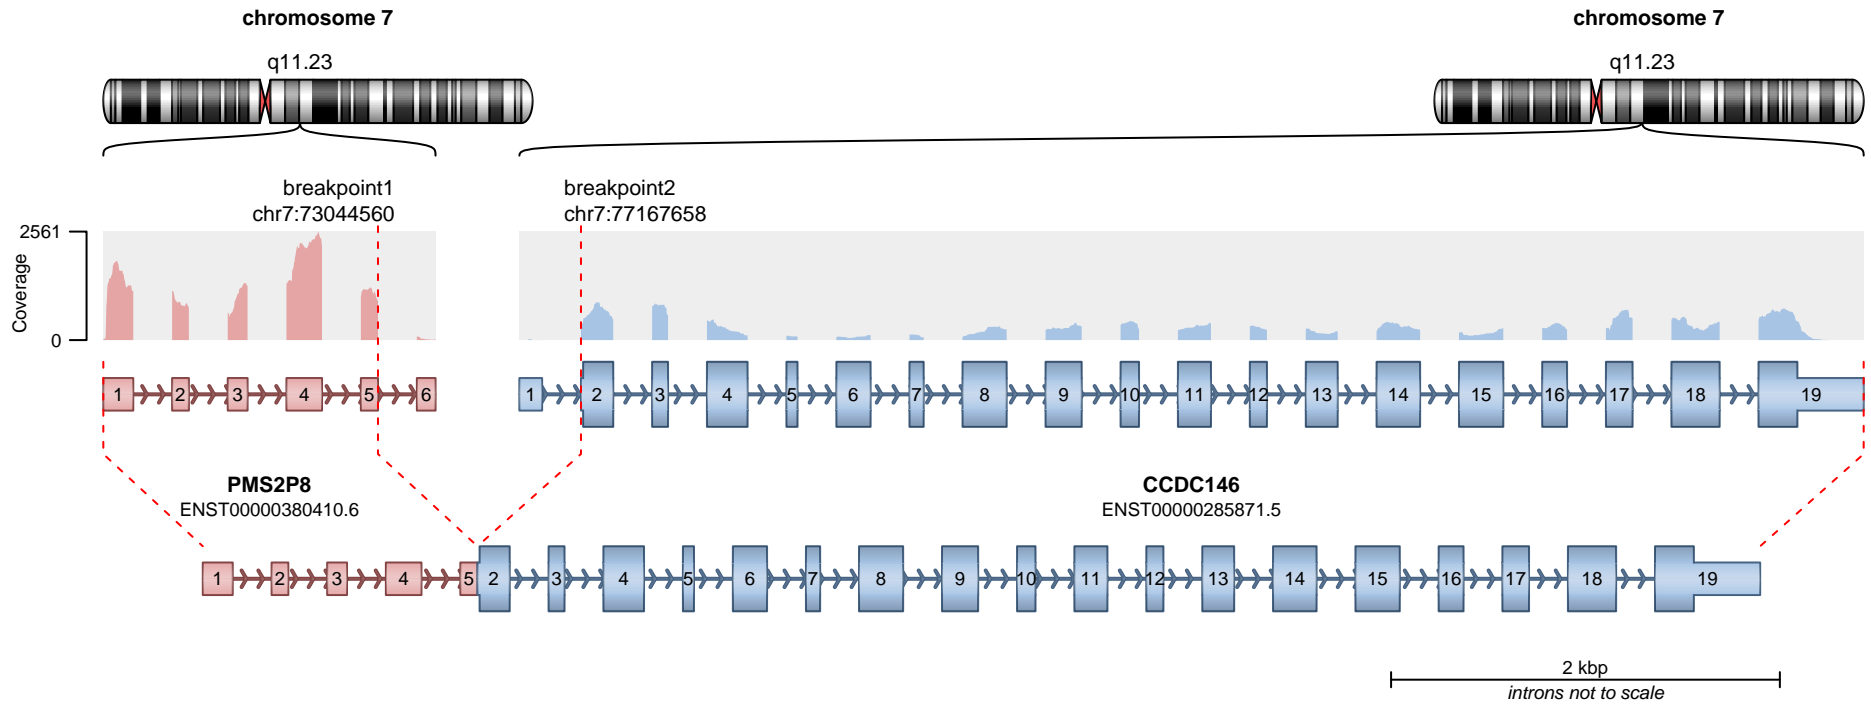 chromosome 7
chromosome 7
q11.23
q11.23
breakpoint1
chr7:73044560
breakpoint2
chr7:77167658
2561
Coverage
0
1 2 3 4 5 6
1 2 3 4 5 6 7 8 9 10 11 12 13 14 15 16 17 18 19
PMS2P8
ENST00000380410.6
CCDC146
ENST00000285871.5
1 2 3 4 5 2 3 4 5 6 7 8 9 10 11 12 13 14 15 16 17 18 19
2 kbp
introns not to scale